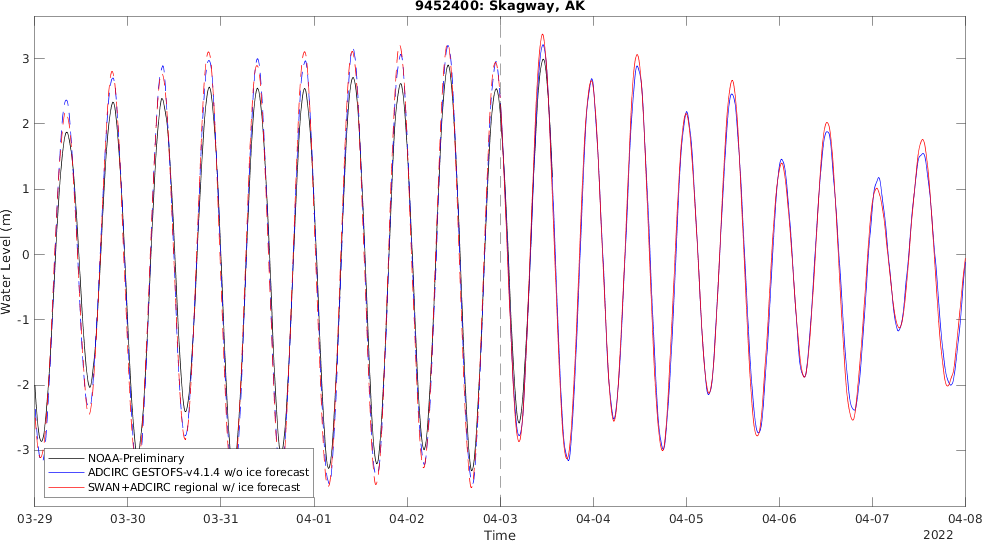 9452400: Skagway, AK
Water Level (m)
3
2
1
0
-1
-2
-3
NOAA-Preliminary
ADCIRC GESTOFS-v4.1.4 w/o ice forecast
SWAN+ADCIRC regional w/ ice forecast
03-29 03-30 03-31 04-01 04-02 04-03 04-04 04-05 04-06 04-07 04-08
Time
2022